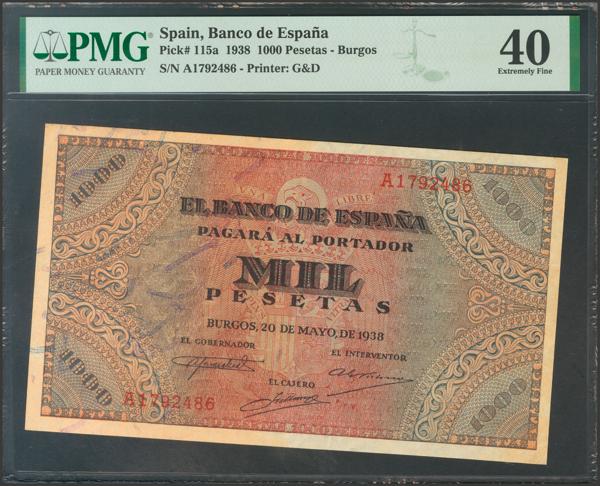 PMG
PAPER MONEY GUARANTY
Spain, Banco de España
Pick# 115a 1938 1000 Pesetas - Burgos
S/N A1792486 - Printer: G&D
40
Extremely Fine
1000
A1792486
1000
UNA
LIBRE
EL BANCO DE ESPAÑA
PAGARÁ AL PORTADOR
MIL
PESETAS
BURGOS, 20 DE MAYO, DE 1938
EL GOBERNADOR
EL INTERVENTOR
EL CAJERO
1000
A1792486
1000